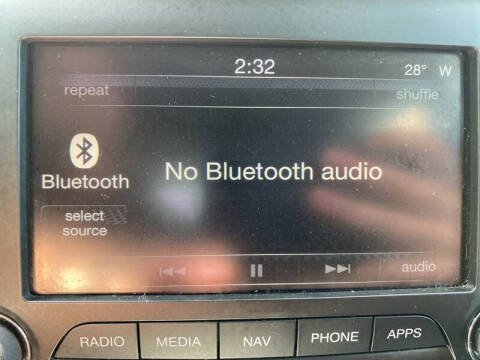 2:32
28° W
repeat
shuffle
Bluetooth
No Bluetooth audio
select
source
audio
RADIO MEDIA NAV PHONE APPS